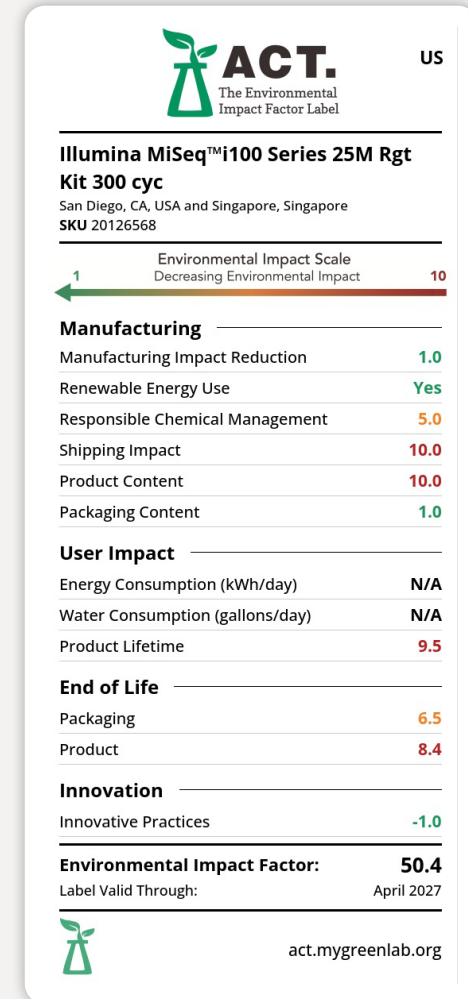 ACT.
US
The Environmental
Impact Factor Label
Illumina MiSeq™i100 Series 25M Rgt
Kit 300 cyc
San Diego, CA, USA and Singapore, Singapore
SKU 20126568
Environmental Impact Scale
1 Decreasing Environmental Impact 10
Manufacturing
Manufacturing Impact Reduction 1.0
Renewable Energy Use Yes
Responsible Chemical Management 5.0
Shipping Impact 10.0
Product Content 10.0
Packaging Content 1.0
User Impact
Energy Consumption (kWh/day) N/A
Water Consumption (gallons/day) N/A
Product Lifetime 9.5
End of Life
Packaging 6.5
Product 8.4
Innovation
Innovative Practices -1.0
Environmental Impact Factor: 50.4
Label Valid Through: April 2027
act.mygreenlab.org